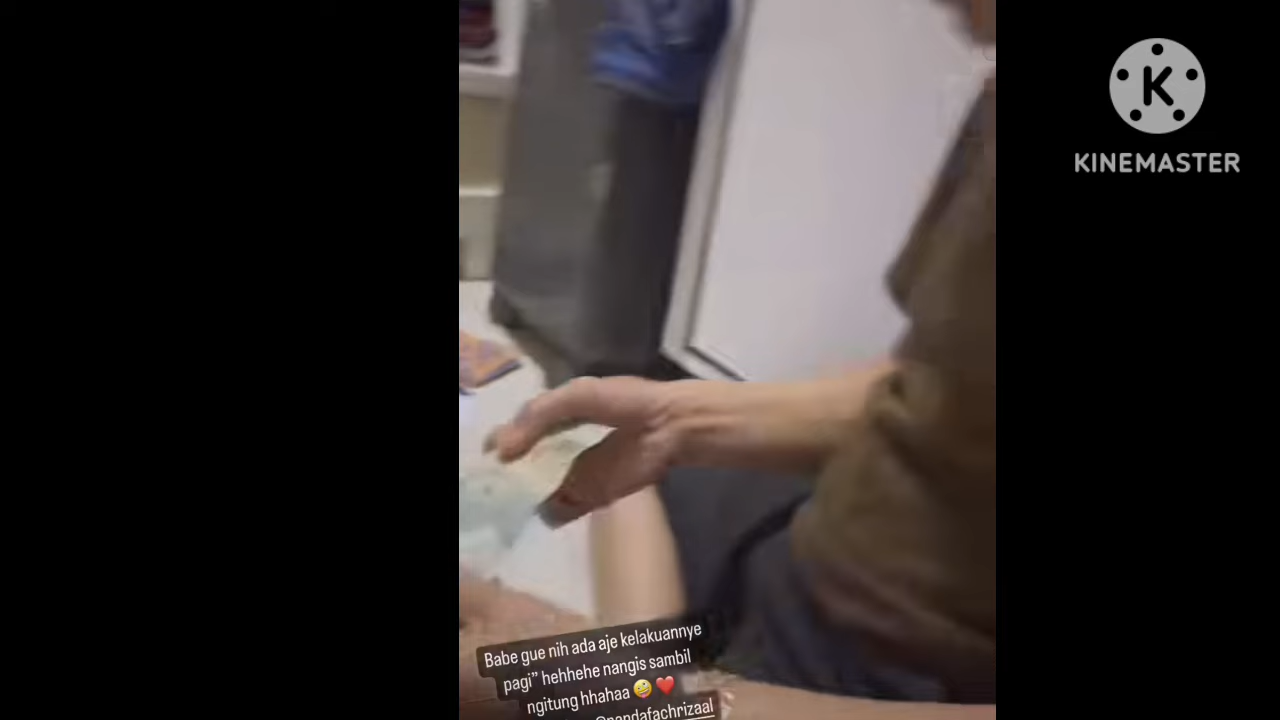 KINEMASTER
Babe gue nih ada aje kelakuannye
pagi” hehhehe nangis sambil
ngitung hhahaa 🤪❤️
@nandafachrizaal